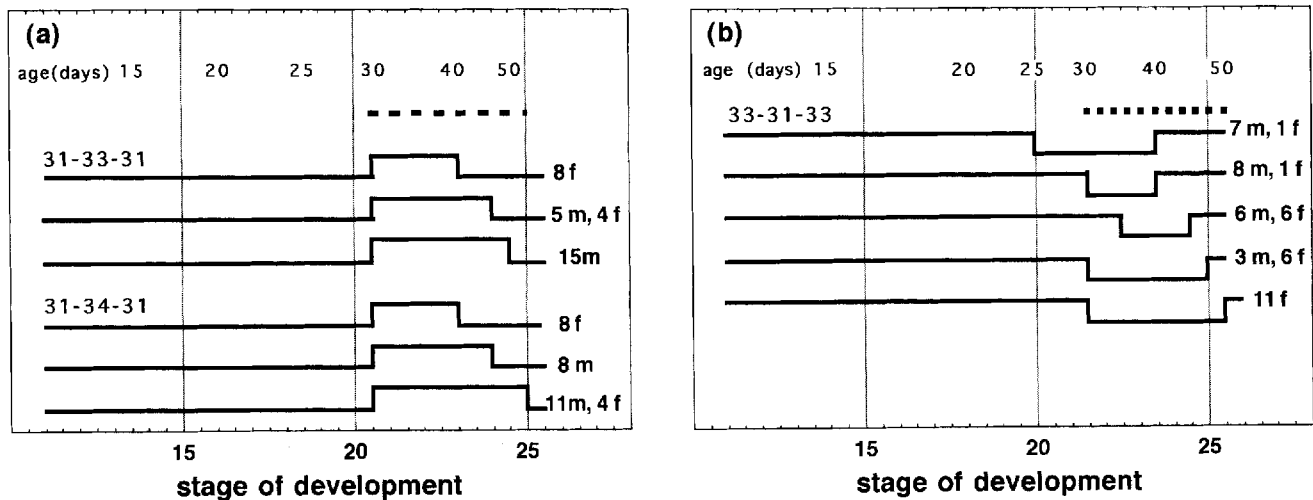 (a)
age(days) 15 20 25 30 40 50
31-33-31
8 f
5 m, 4 f
15m
31-34-31
8 f
8 m
11m, 4 f
15 20 25
stage of development
(b)
age (days) 15 20 25 30 40 50
33-31-33
7 m, 1 f
8 m, 1 f
6 m, 6 f
3 m, 6 f
11 f
15 20 25
stage of development